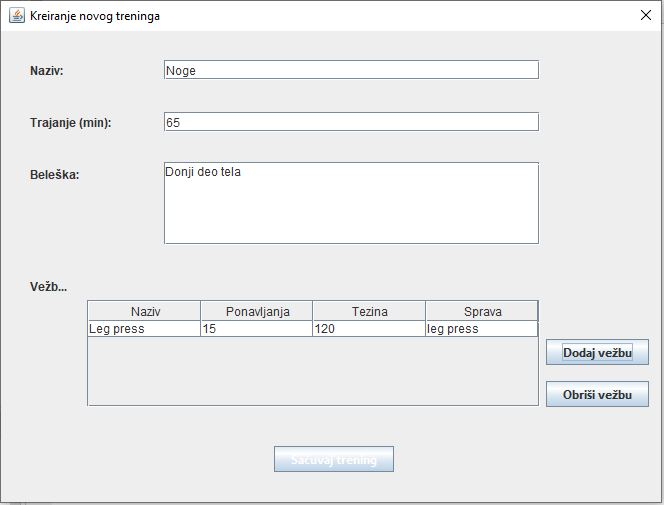 Kreiranje novog treninga
Naziv:
Noge
Trajanje (min):
65
Beleška:
Donji deo tela
Vežb...
Naziv Ponavljanja Tezina Sprava
Leg press 15 120 leg press
Dodaj vežbu
Obriši vežbu
Sačuvaj trening